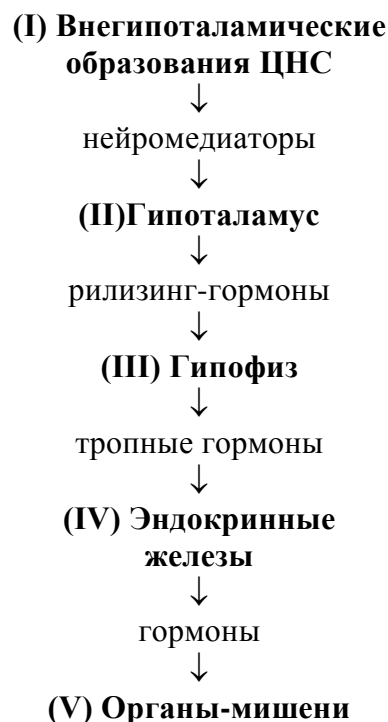 (I) Внегипоталамические
образования ЦНС
↓
нейромедиаторы
↓
(II)Гипоталамус
↓
рилизинг-гормоны
↓
(III) Гипофиз
↓
тропные гормоны
↓
(IV) Эндокринные
железы
↓
гормоны
↓
(V) Органы-мишени